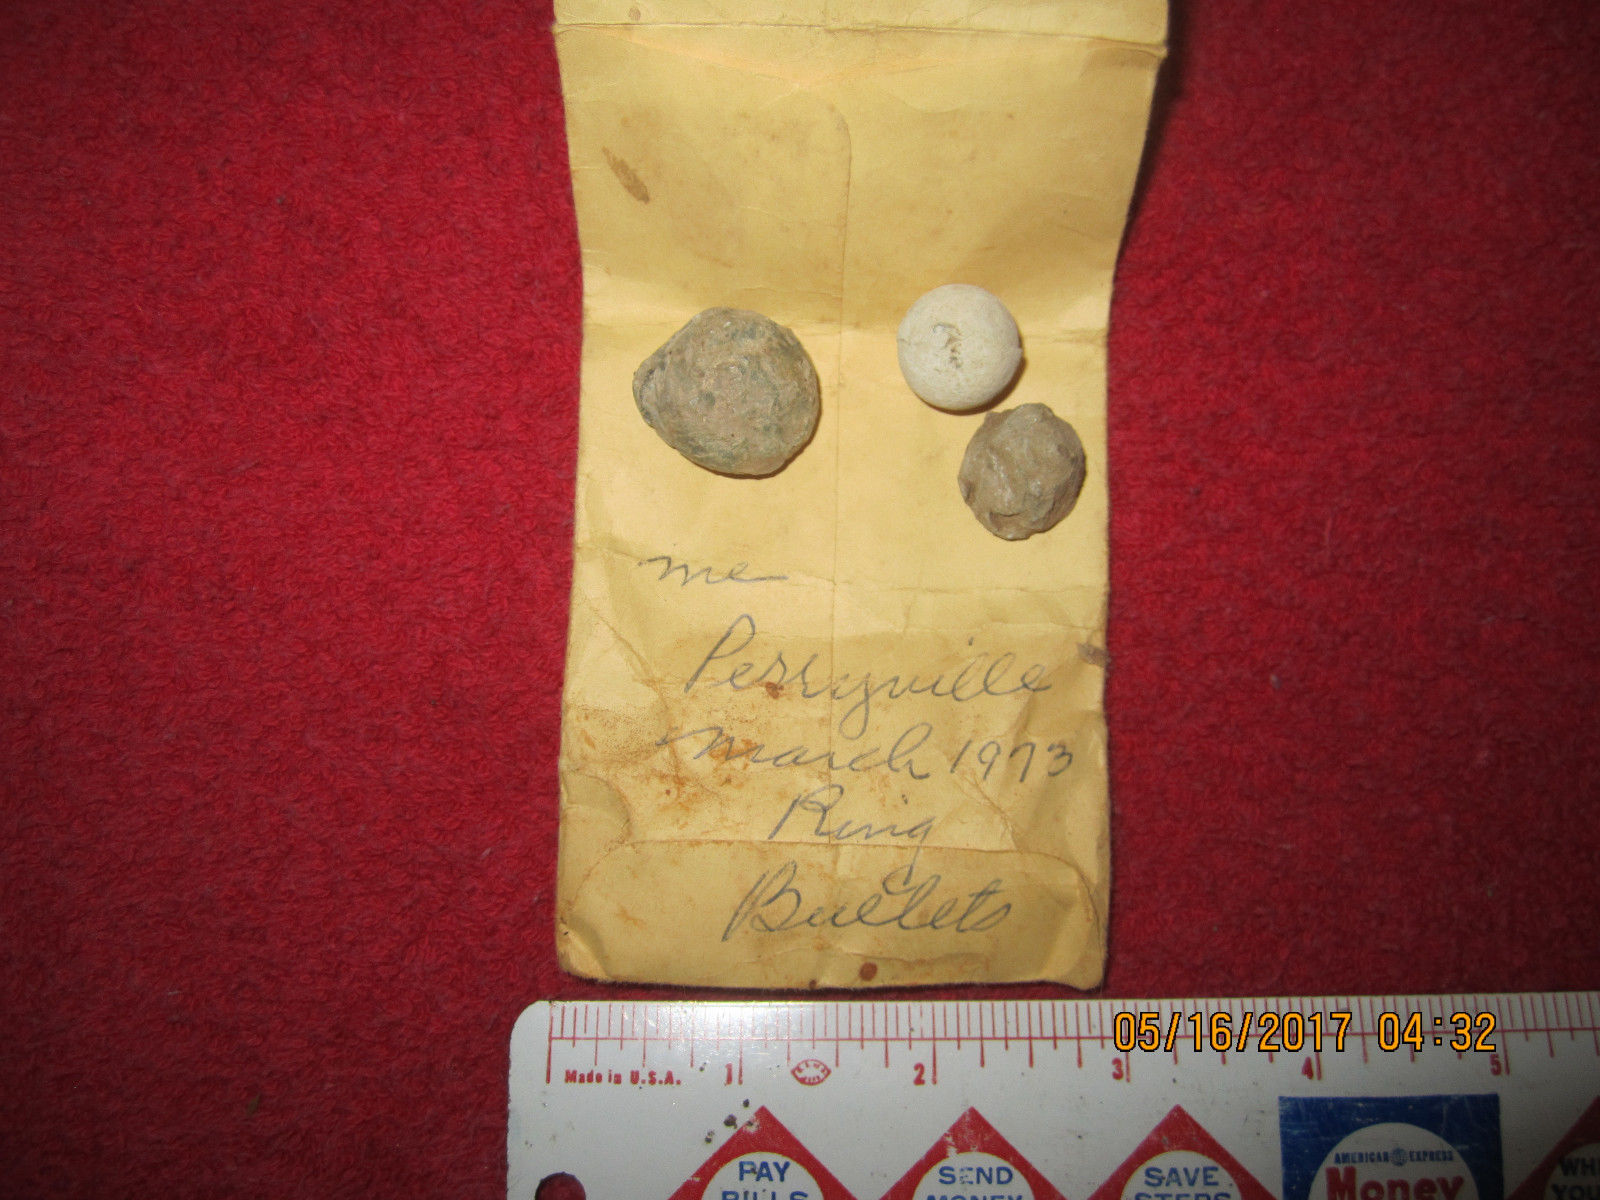 me
Perryville
March 1973
Ring
Bullets
05/16/2017 04:32
Made in U.S.A.
1 2 3 4 5
PAY
BILLS
SEND
MONEY
SAVE
STEPS
AMERICAN EXPRESS
Money